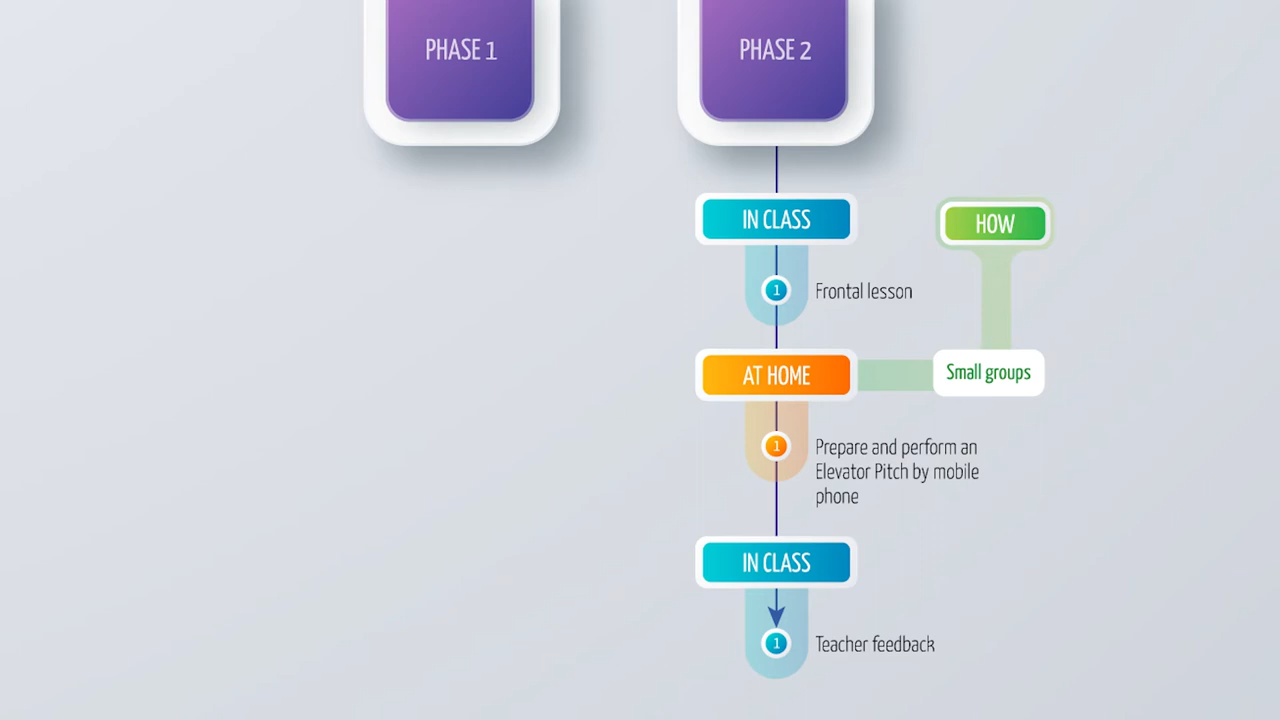 PHASE 1
PHASE 2
IN CLASS
HOW
1
Frontal lesson
AT HOME
Small groups
1
Prepare and perform an
Elevator Pitch by mobile
phone
IN CLASS
1
Teacher feedback